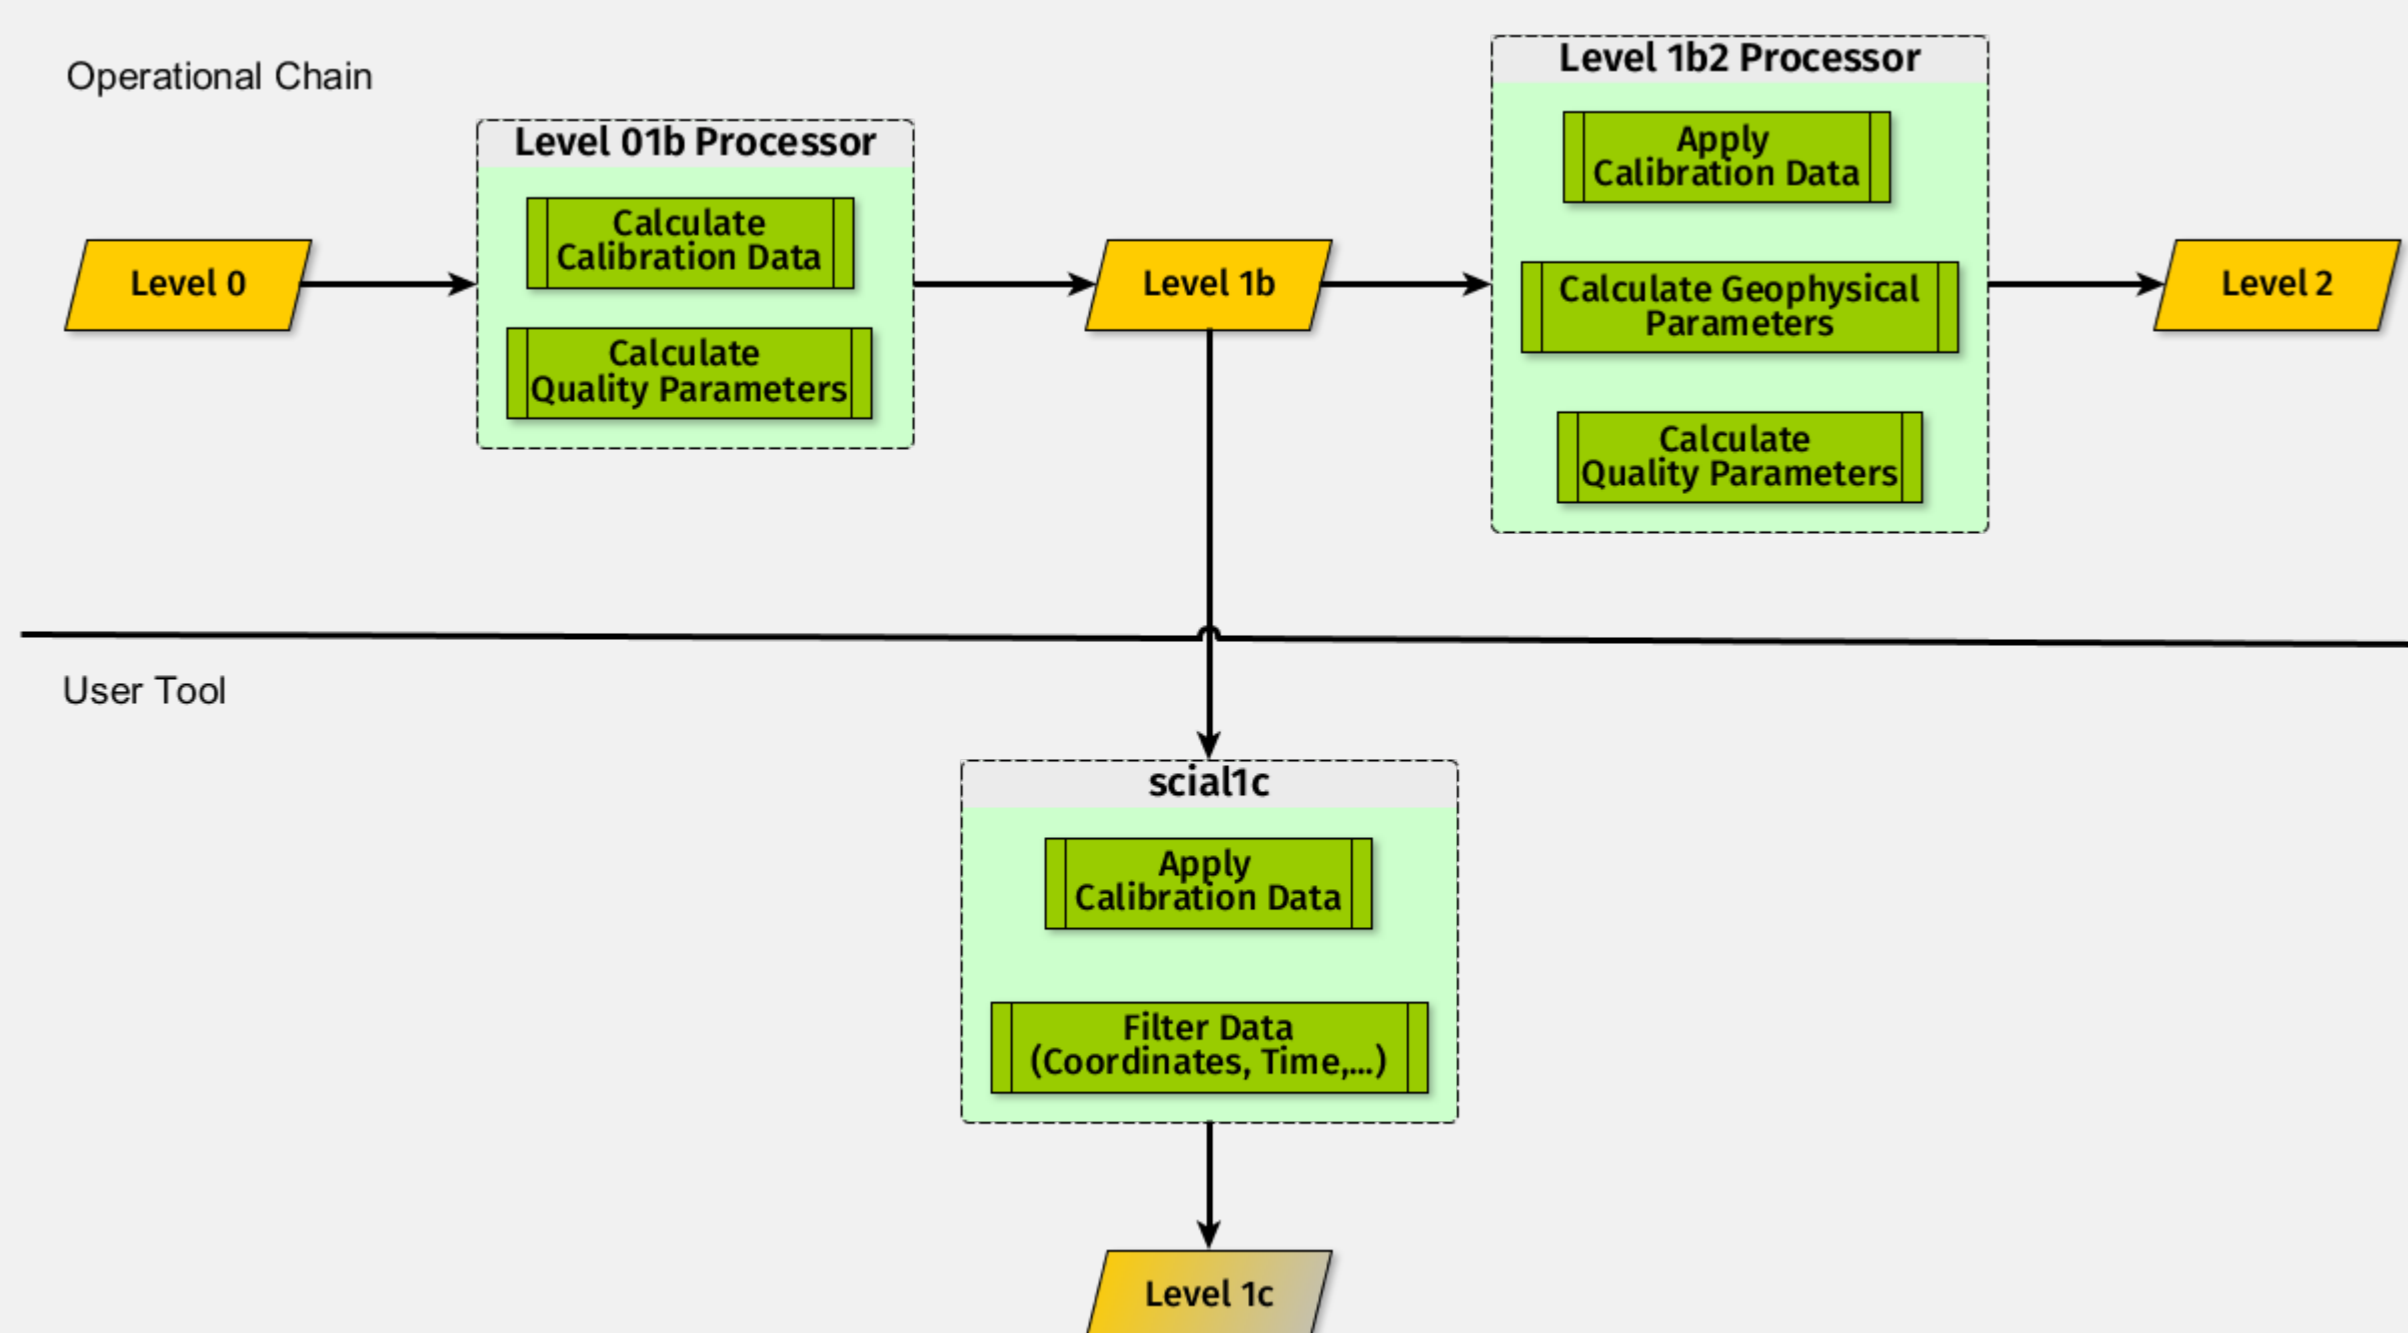 Operational Chain
Level 0
Level 01b Processor
Calculate
Calibration Data
Calculate
Quality Parameters
Level 1b
Level 1b2 Processor
Apply
Calibration Data
Calculate Geophysical
Parameters
Calculate
Quality Parameters
Level 2
User Tool
scial1c
Apply
Calibration Data
Filter Data
(Coordinates, Time,...)
Level 1c